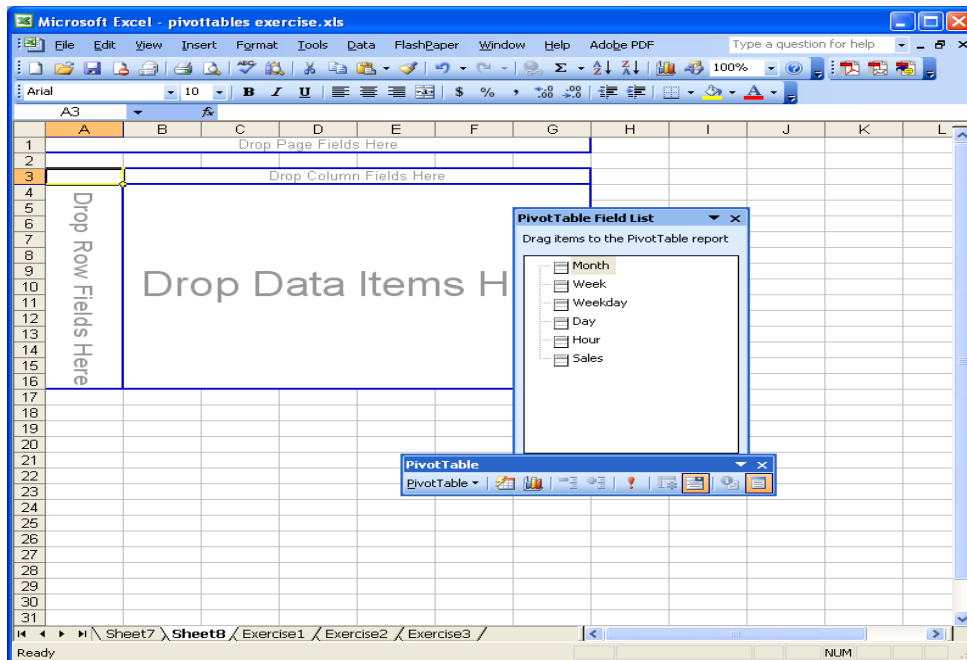 Microsoft Excel - pivottables exercise.xls
File Edit View Insert Format Tools Data FlashPaper Window Help Adobe PDF Type a question for help
100%
Arial 10 B I U $ % ,
A3 fx
A B C D E F G H I J K L
1 Drop Page Fields Here
2
3 Drop Column Fields Here
4
5
6
7
8
9
10
11
12
13
14
15
16
17
18
19
20
21
22
23
24
25
26
27
28
29
30
31
Drop Row Fields Here
Drop Data Items H
PivotTable Field List
Drag items to the PivotTable report
Month
Week
Weekday
Day
Hour
Sales
PivotTable
PivotTable
Sheet7 Sheet8 Exercise1 Exercise2 Exercise3
Ready NUM